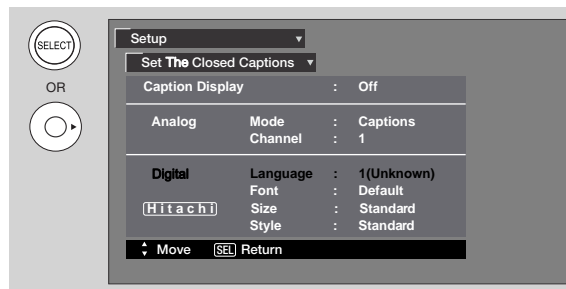 SELECT
OR
Setup
Set The Closed Captions
Caption Display : Off
Analog Mode : Captions
Channel : 1
Digital Language : 1(Unknown)
Font : Default
Hitachi Size : Standard
Style : Standard
Move SEL Return